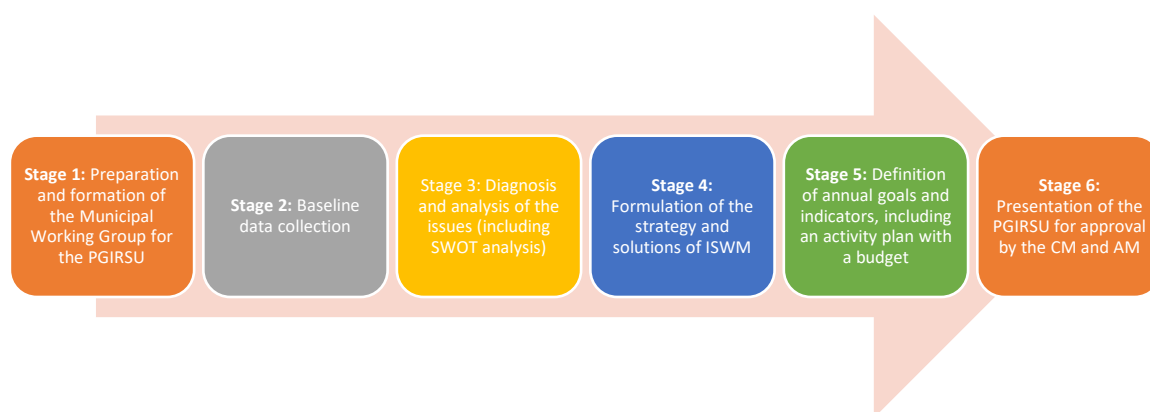 Stage 1: Preparation
and formation of
the Municipal
Working Group for
the PGIRSU
Stage 2: Baseline
data collection
Stage 3: Diagnosis
and analysis of the
issues (including
SWOT analysis)
Stage 4:
Formulation of the
strategy and
solutions of ISWM
Stage 5: Definition
of annual goals and
indicators, including
an activity plan with
a budget
Stage 6:
Presentation of the
PGIRSU for approval
by the CM and AM